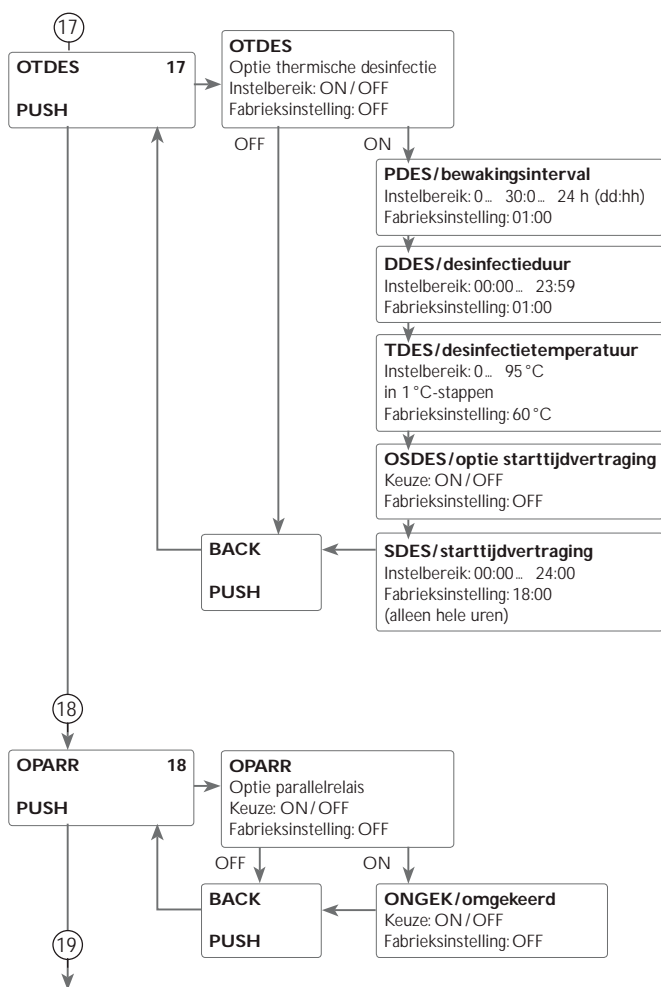 17
OTDES 17
PUSH
OTDES
Optie thermische desinfectie
Instelbereik: ON / OFF
Fabrieksinstelling: OFF
OFF
ON
PDES/bewakingsinterval
Instelbereik: 0... 30:0... 24 h (dd:hh)
Fabrieksinstelling: 01:00
DDES/desinfectieduur
Instelbereik: 00:00... 23:59
Fabrieksinstelling: 01:00
TDES/desinfectietemperatuur
Instelbereik: 0... 95 °C
in 1 °C-stappen
Fabrieksinstelling: 60 °C
OSDES/optie starttijdvertraging
Keuze: ON / OFF
Fabrieksinstelling: OFF
SDES/starttijdvertraging
Instelbereik: 00:00... 24:00
Fabrieksinstelling: 18:00
(alleen hele uren)
BACK
PUSH
18
OPARR 18
PUSH
OPARR
Optie parallelrelais
Keuze: ON / OFF
Fabrieksinstelling: OFF
OFF
ON
BACK
PUSH
ONGEK/omgekeerd
Keuze: ON / OFF
Fabrieksinstelling: OFF
19